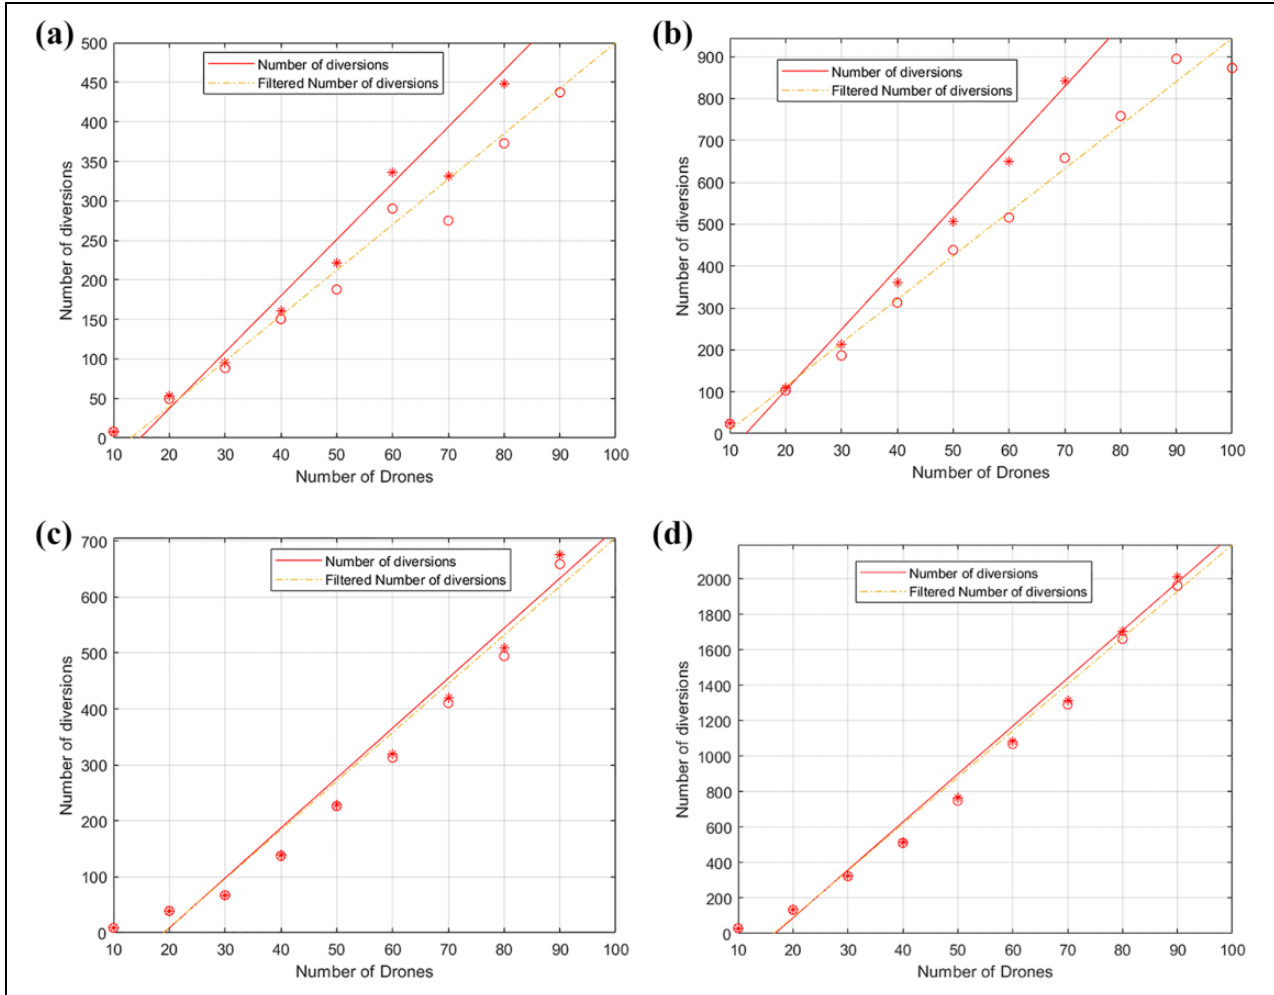 (a)
500
450
400
350
300
250
200
150
100
50
0
Number of diversions
Number of diversions
Filtered Number of diversions
10 20 30 40 50 60 70 80 90 100
Number of Drones
(b)
900
800
700
600
500
400
300
200
100
0
Number of diversions
Number of diversions
Filtered Number of diversions
10 20 30 40 50 60 70 80 90 100
Number of Drones
(c)
700
600
500
400
300
200
100
0
Number of diversions
Number of diversions
Filtered Number of diversions
10 20 30 40 50 60 70 80 90 100
Number of Drones
(d)
2000
1800
1600
1400
1200
1000
800
600
400
200
0
Number of diversions
Number of diversions
Filtered Number of diversions
10 20 30 40 50 60 70 80 90 100
Number of Drones